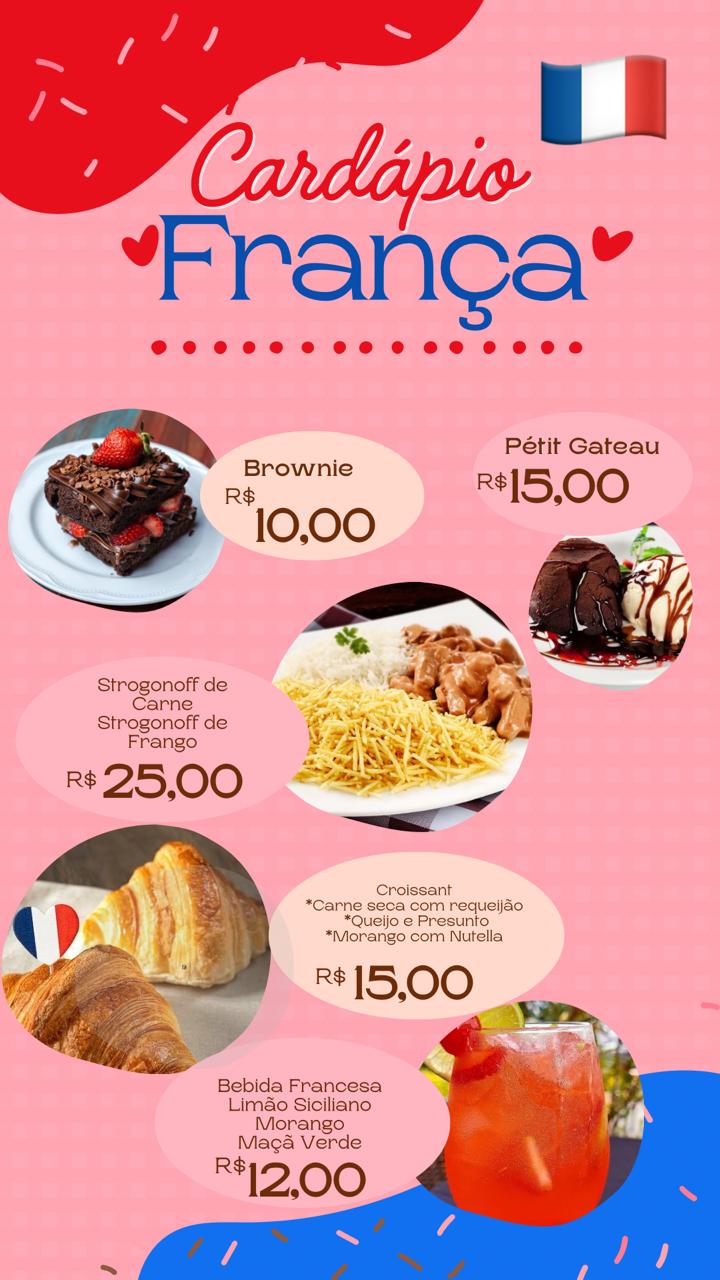 Cardápio
França
Brownie
R$
10,00
Pétit Gateau
R$15,00
Strogonoff de
Carne
Strogonoff de
Frango
R$ 25,00
Croissant
*Carne seca com requeijão
*Queijo e Presunto
*Morango com Nutella
R$ 15,00
Bebida Francesa
Limão Siciliano
Morango
Maçã Verde
R$12,00